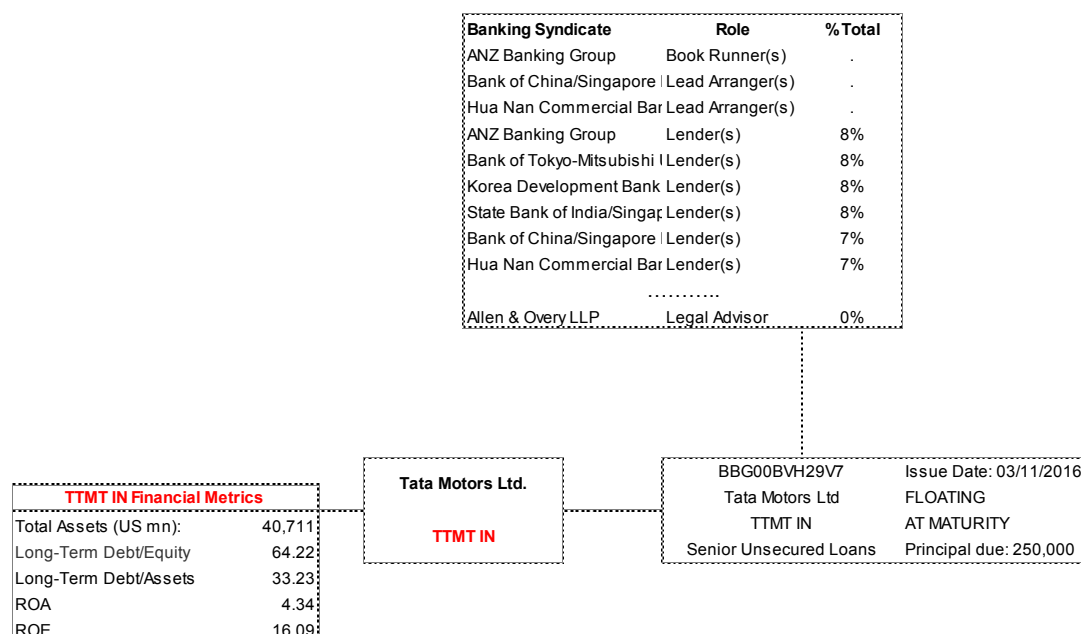 Banking Syndicate Role %Total
ANZ Banking Group Book Runner(s) .
Bank of China/Singapore Lead Arranger(s) .
Hua Nan Commercial Bar Lead Arranger(s) .
ANZ Banking Group Lender(s) 8%
Bank of Tokyo-Mitsubishi Lender(s) 8%
Korea Development Bank Lender(s) 8%
State Bank of India/Singap Lender(s) 8%
Bank of China/Singapore Lender(s) 7%
Hua Nan Commercial Bar Lender(s) 7%
...........
Allen & Overy LLP Legal Advisor 0%
TTMT IN Financial Metrics
Total Assets (US mn): 40,711
Long-Term Debt/Equity 64.22
Long-Term Debt/Assets 33.23
ROA 4.34
ROE 16.09
Tata Motors Ltd.
TTMT IN
BBG00BVH29V7 Issue Date: 03/11/2016
Tata Motors Ltd FLOATING
TTMT IN AT MATURITY
Senior Unsecured Loans Principal due: 250,000